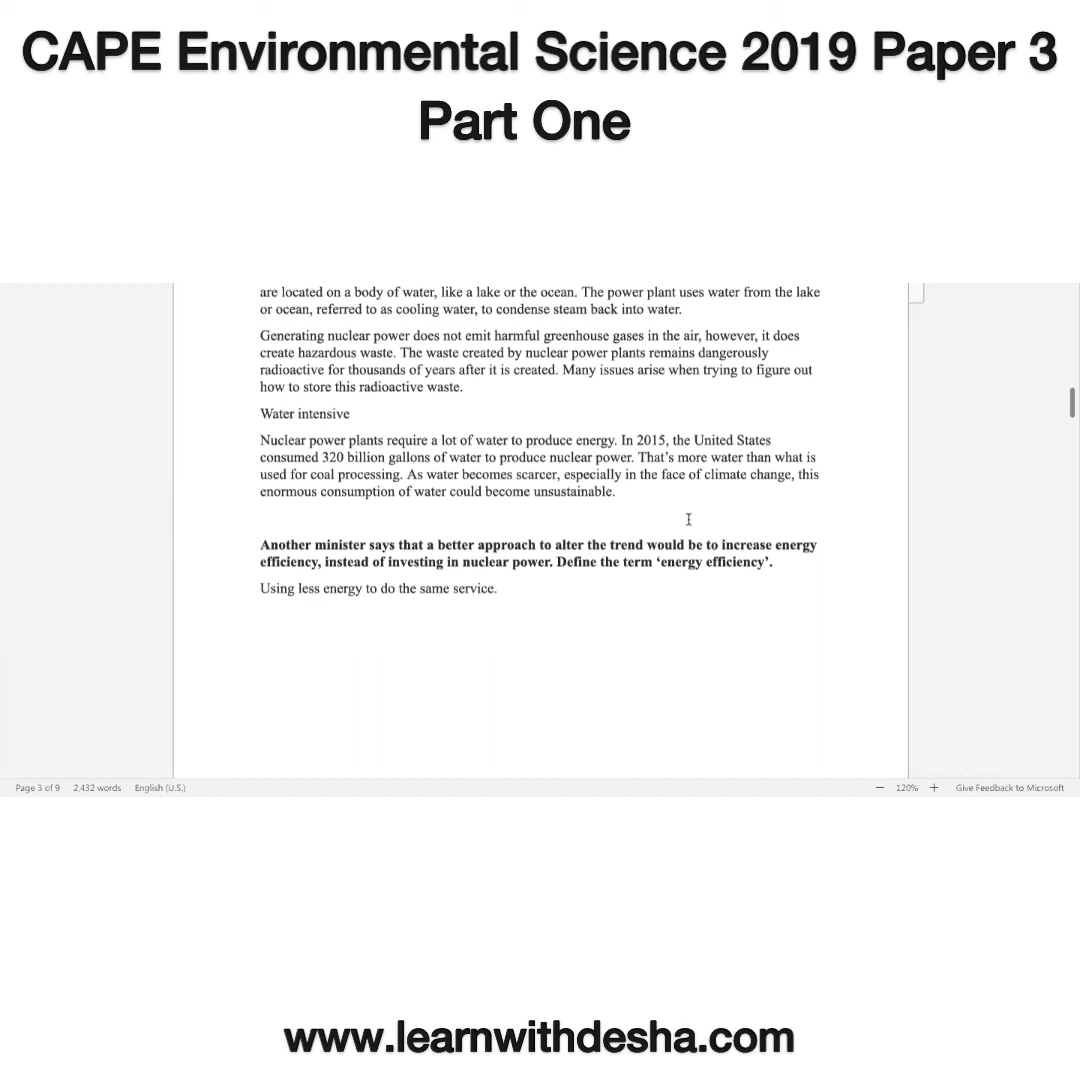 CAPE Environmental Science 2019 Paper 3
Part One
are located on a body of water, like a lake or the ocean. The power plant uses water from the lake
or ocean, referred to as cooling water, to condense steam back into water.
Generating nuclear power does not emit harmful greenhouse gases in the air, however, it does
create hazardous waste. The waste created by nuclear power plants remains dangerously
radioactive for thousands of years after it is created. Many issues arise when trying to figure out
how to store this radioactive waste.
Water intensive
Nuclear power plants require a lot of water to produce energy. In 2015, the United States
consumed 320 billion gallons of water to produce nuclear power. That’s more water than what is
used for coal processing. As water becomes scarcer, especially in the face of climate change, this
enormous consumption of water could become unsustainable.
Another minister says that a better approach to alter the trend would be to increase energy
efficiency, instead of investing in nuclear power. Define the term ‘energy efficiency’.
Using less energy to do the same service.
Page 3 of 9 2,432 words English (U.S.) — 120% + Give Feedback to Microsoft
www.learnwithdesha.com